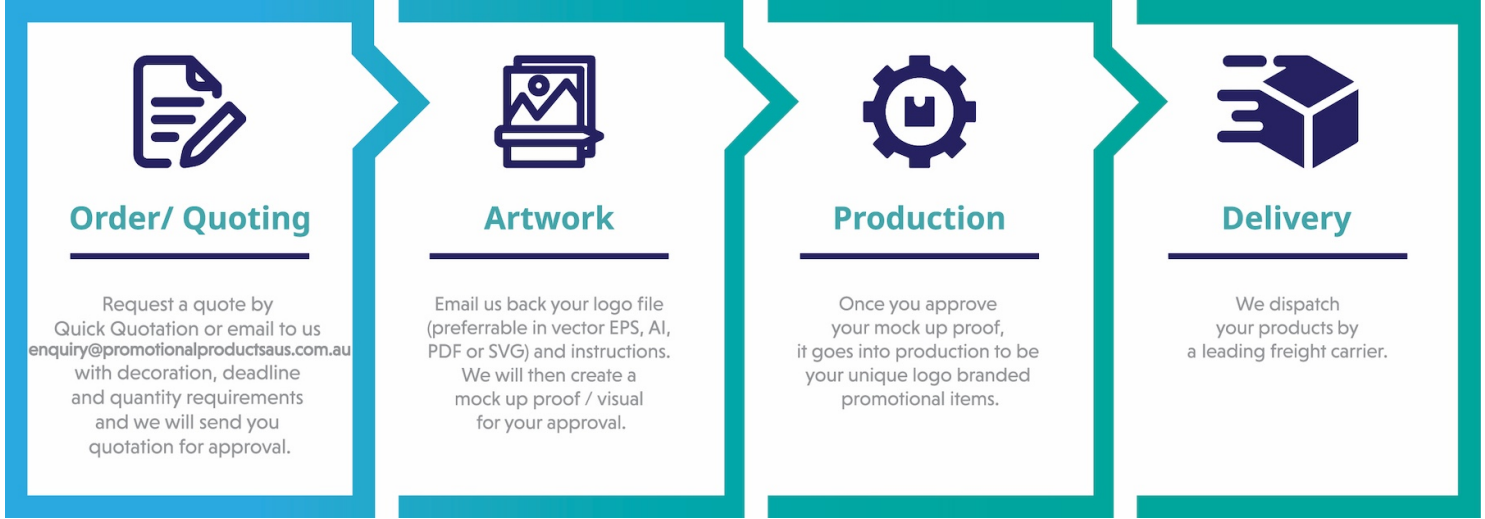 Order/ Quoting
Request a quote by
Quick Quotation or email to us
enquiry@promotionalproductsaus.com.au
with decoration, deadline
and quantity requirements
and we will send you
quotation for approval.
Artwork
Email us back your logo file
(preferrable in vector EPS, AI,
PDF or SVG) and instructions.
We will then create a
mock up proof / visual
for your approval.
Production
Once you approve
your mock up proof,
it goes into production to be
your unique logo branded
promotional items.
Delivery
We dispatch
your products by
a leading freight carrier.